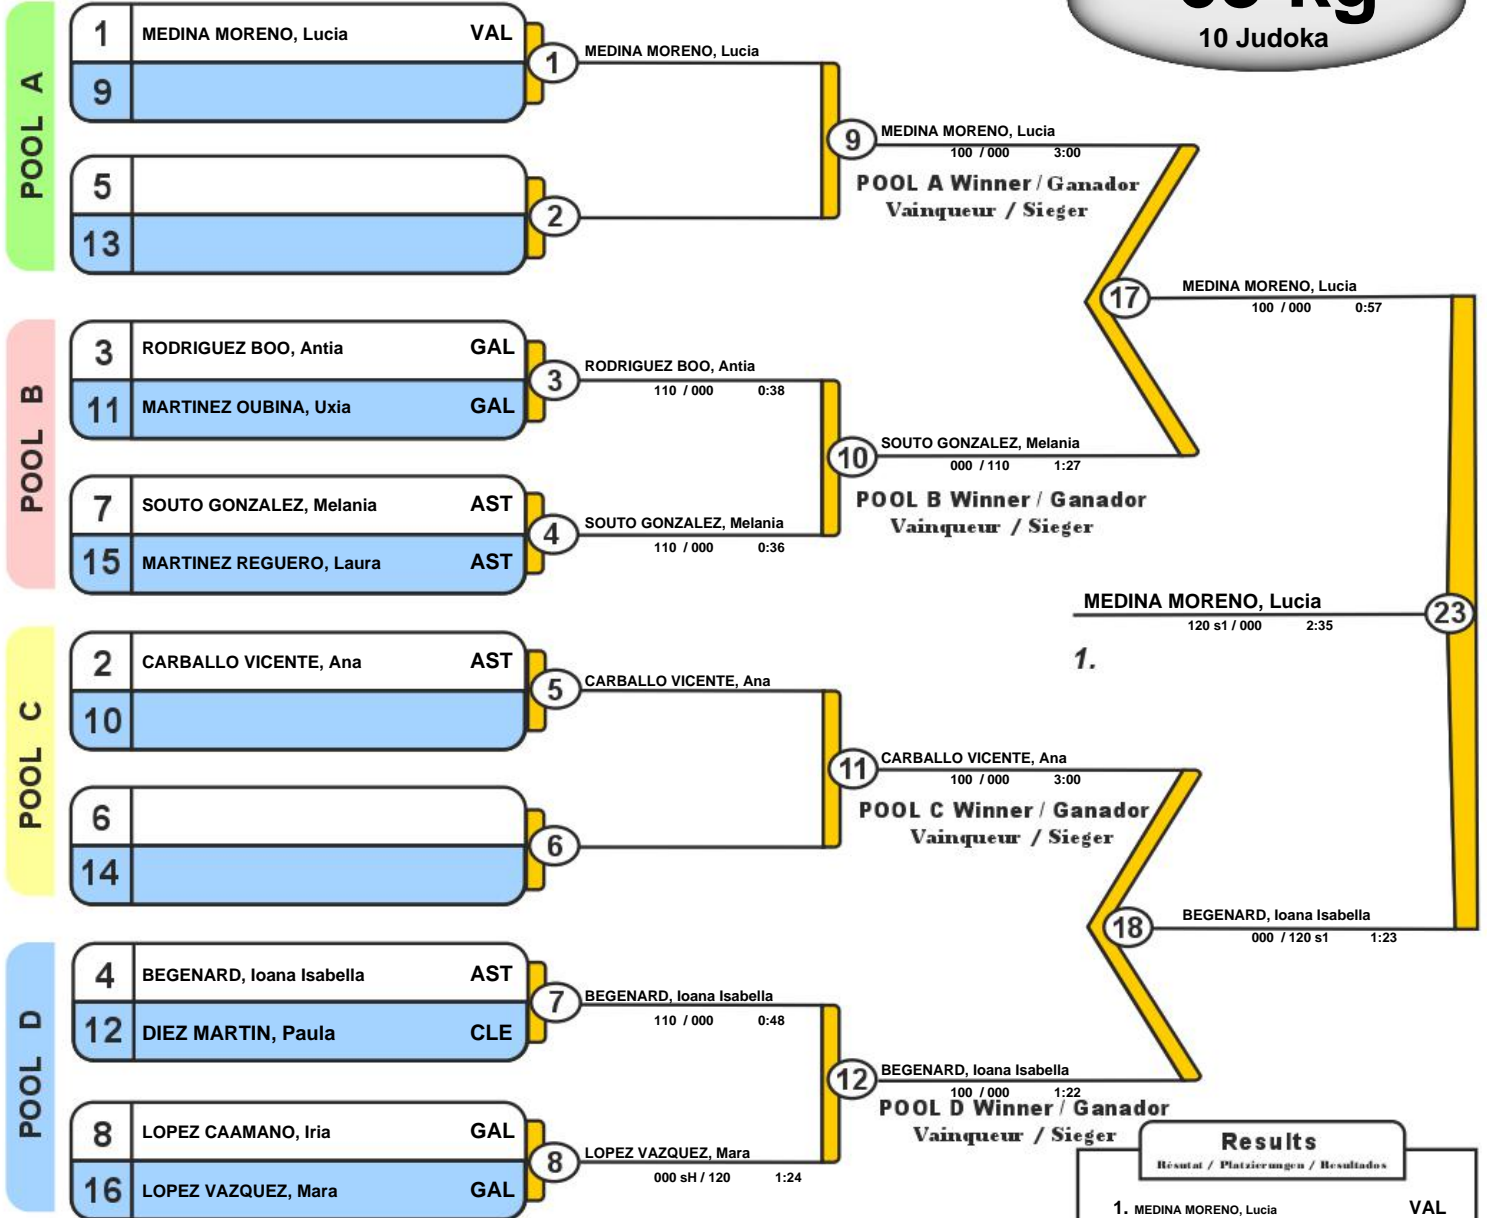 10 Judoka
POOL A
1 MEDINA MORENO, Lucia VAL
9
1
MEDINA MORENO, Lucia
5
13
2
9
MEDINA MORENO, Lucia
100 / 000 3:00
POOL A Winner / Ganador
Vainqueur / Sieger
POOL B
3 RODRIGUEZ BOO, Antia GAL
11 MARTINEZ OUBINA, Uxia GAL
3
RODRIGUEZ BOO, Antia
110 / 000 0:38
7 SOUTO GONZALEZ, Melania AST
15 MARTINEZ REGUERO, Laura AST
4
SOUTO GONZALEZ, Melania
110 / 000 0:36
10
SOUTO GONZALEZ, Melania
000 / 110 1:27
POOL B Winner / Ganador
Vainqueur / Sieger
17
MEDINA MORENO, Lucia
100 / 000 0:57
MEDINA MORENO, Lucia
120 s1 / 000 2:35
23
1.
POOL C
2 CARBALLO VICENTE, Ana AST
10
5
CARBALLO VICENTE, Ana
6
14
6
11
CARBALLO VICENTE, Ana
100 / 000 3:00
POOL C Winner / Ganador
Vainqueur / Sieger
18
BEGENARD, Ioana Isabella
000 / 120 s1 1:23
POOL D
4 BEGENARD, Ioana Isabella AST
12 DIEZ MARTIN, Paula CLE
7
BEGENARD, Ioana Isabella
110 / 000 0:48
8 LOPEZ CAAMANO, Iria GAL
16 LOPEZ VAZQUEZ, Mara GAL
8
LOPEZ VAZQUEZ, Mara
000 sH / 120 1:24
12
BEGENARD, Ioana Isabella
100 / 000 1:22
POOL D Winner / Ganador
Vainqueur / Sieger
Results
Résutat / Platzierungen / Resultados
1. MEDINA MORENO, Lucia VAL